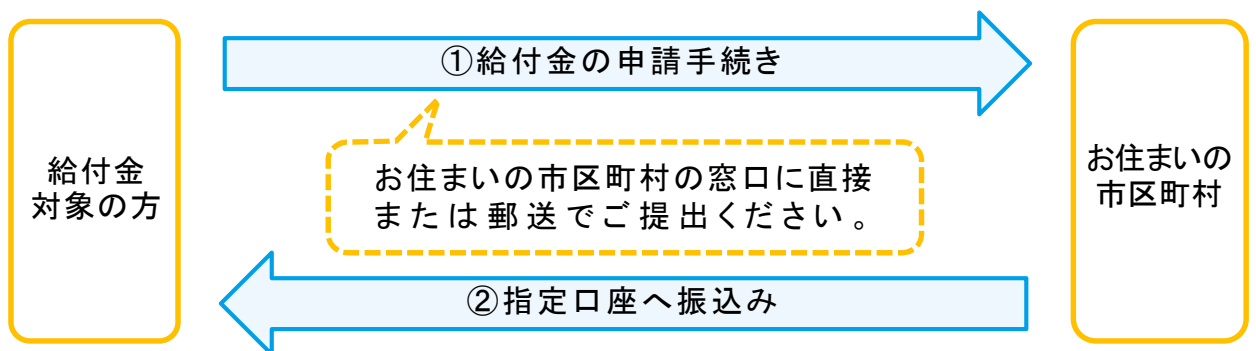 ①給付金の申請手続き
給付金
対象の方
お住まいの市区町村の窓口に直接
または郵送でご提出ください。
お住まいの
市区町村
②指定口座へ振込み